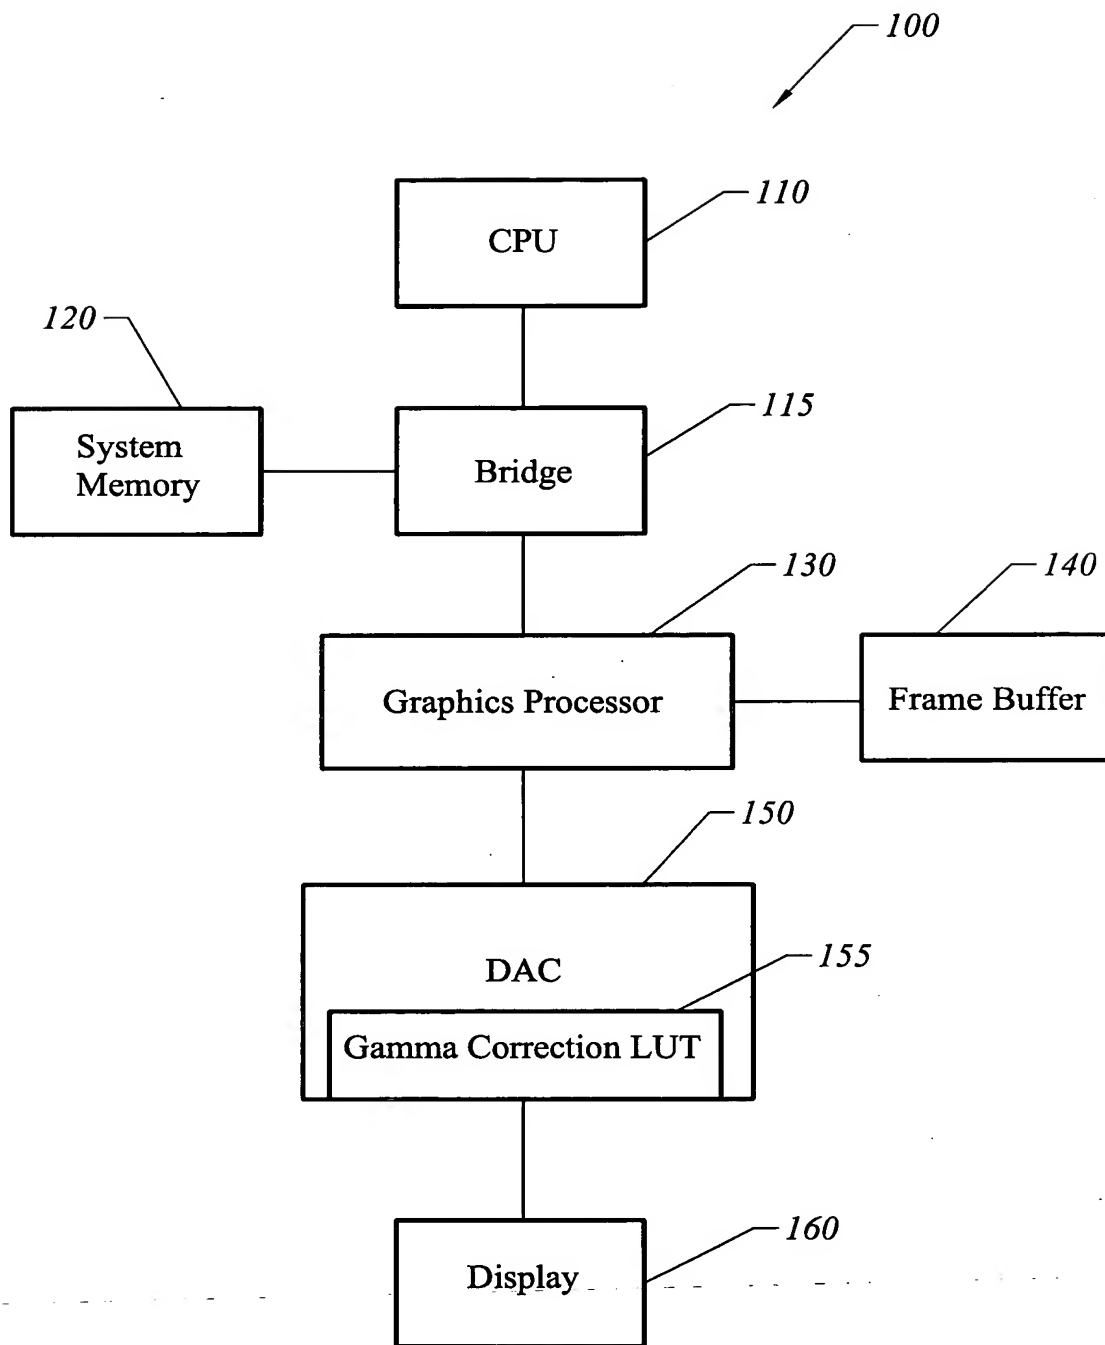 100
CPU
110
120
System
Memory
Bridge
115
130
140
Graphics Processor
Frame Buffer
150
DAC
155
Gamma Correction LUT
160
Display